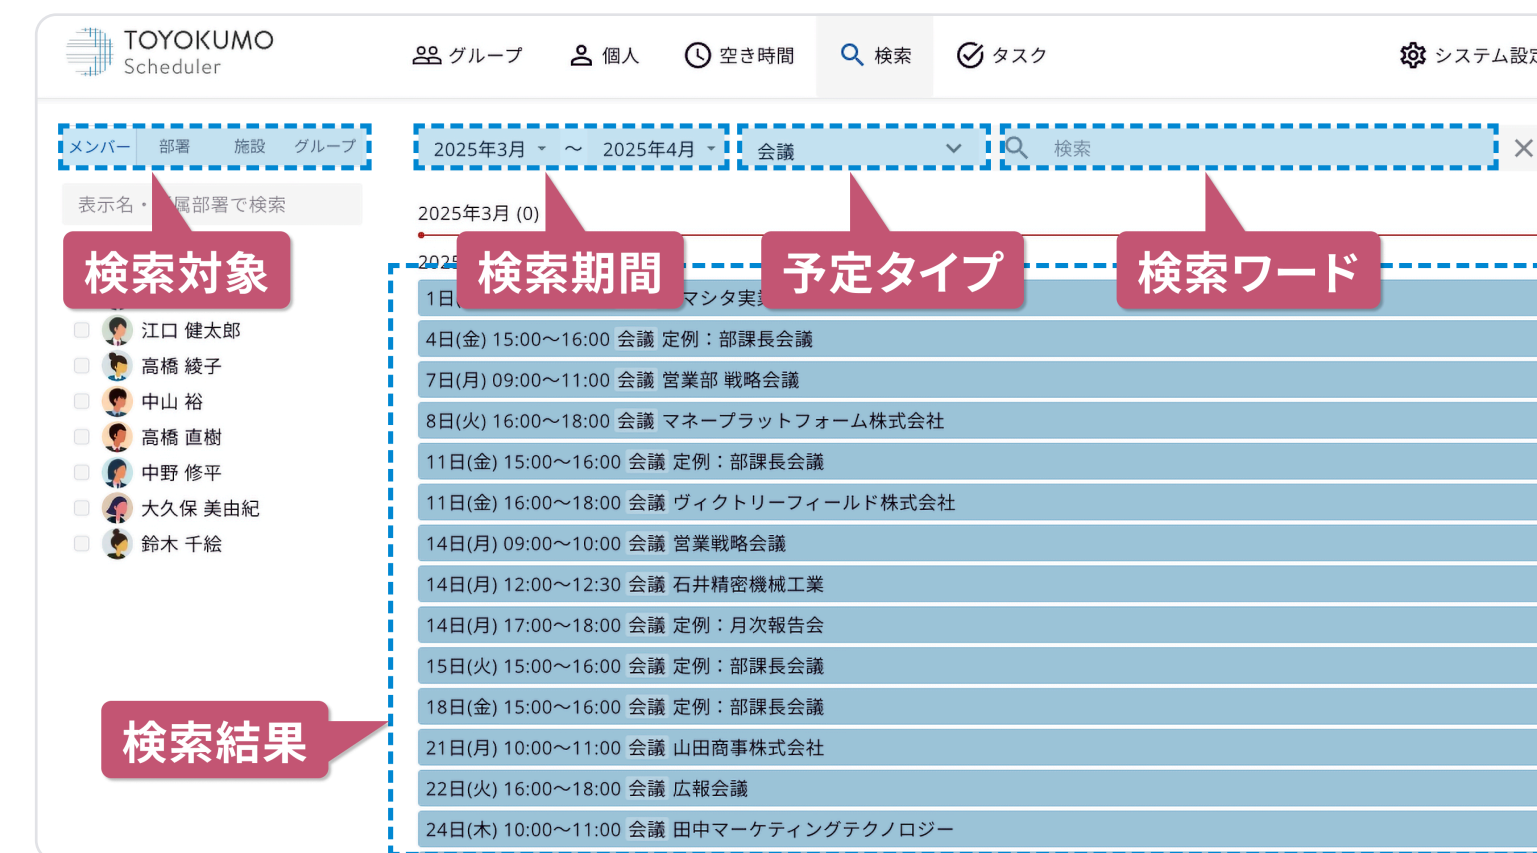 TOYOKUMO
Scheduler
グループ
個人
空き時間
検索
タスク
システム設定
メンバー 部署 施設 グループ
2025年3月 ～ 2025年4月
会議
検索
表示名・ 属部署で検索
2025年3月 (0)
検索対象
検索期間
予定タイプ
検索ワード
202
1日 マシタ実
江口 健太郎
高橋 綾子
中山 裕
高橋 直樹
中野 修平
大久保 美由紀
鈴木 千絵
4日(金) 15:00～16:00 会議 定例：部課長会議
7日(月) 09:00～11:00 会議 営業部 戦略会議
8日(火) 16:00～18:00 会議 マネープラットフォーム株式会社
11日(金) 15:00～16:00 会議 定例：部課長会議
11日(金) 16:00～18:00 会議 ヴィクトリーフィールド株式会社
14日(月) 09:00～10:00 会議 営業戦略会議
14日(月) 12:00～12:30 会議 石井精密機械工業
14日(月) 17:00～18:00 会議 定例：月次報告会
15日(火) 15:00～16:00 会議 定例：部課長会議
18日(金) 15:00～16:00 会議 定例：部課長会議
21日(月) 10:00～11:00 会議 山田商事株式会社
22日(火) 16:00～18:00 会議 広報会議
24日(木) 10:00～11:00 会議 田中マーケティングテクノロジー
検索結果